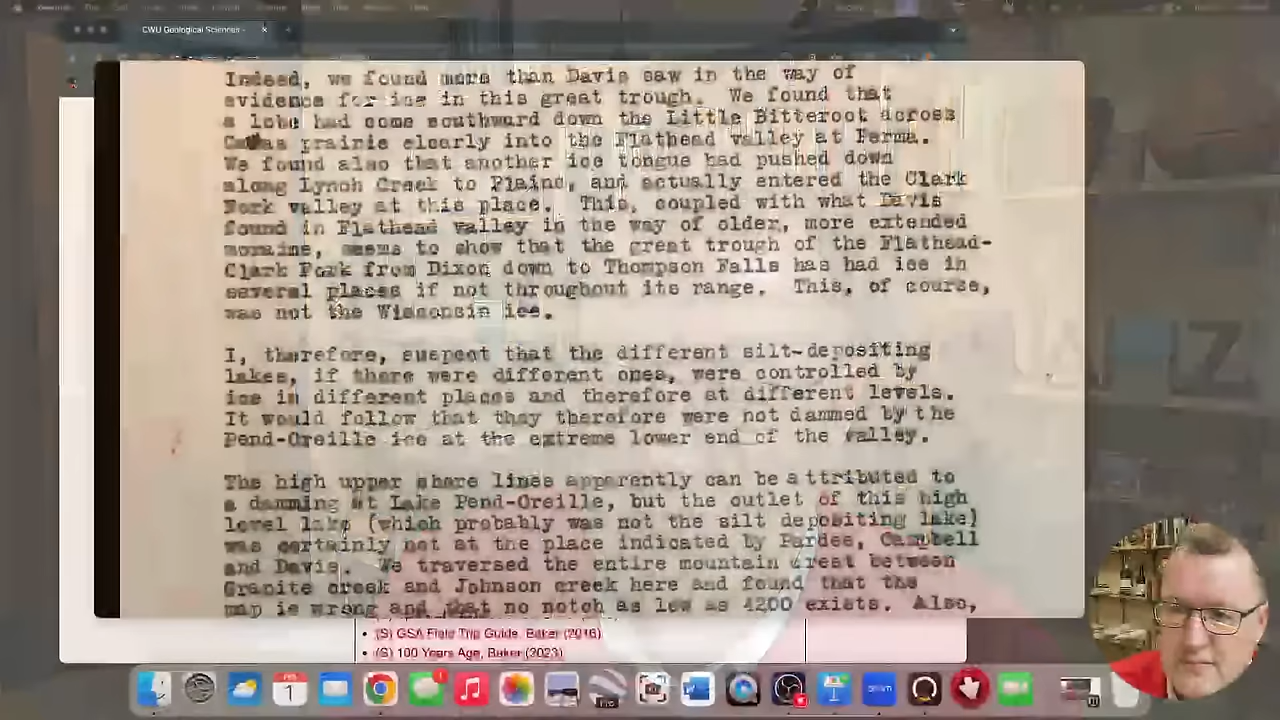 CWU Geological Sciences -
Indeed, we found more than Davis saw in the way of
evidence for ice in this great trough. We found that
a lobe had come southward down the Little Bitteroot across
Camas prairie clearly into the Flathead valley at Perma.
We found also that another ice tongue had pushed down
along Lynch Creek to Plains, and actually entered the Clark
Fork valley at this place. This, coupled with what Davis
found in Flathead valley in the way of older, more extended
moraine, seems to show that the great trough of the Flathead-
Clark Fork from Dixon down to Thompson Falls has had ice in
several places if not throughout its range. This, of course,
was not the Wisconsin ice.
I, therefore, suspect that the different silt-depositing
lakes, if there were different ones, were controlled by
ice in different places and therefore at different levels.
It would follow that they therefore were not dammed by the
Pend-Oreille ice at the extreme lower end of the valley.
The high upper shore lines apparently can be attributed to
a damming at Lake Pend-Oreille, but the outlet of this high
level lake (which probably was not the silt depositing lake)
was certainly not at the place indicated by Pardee, Campbell
and Davis. We traversed the entire mountain crest between
Granite creek and Johnson creek here and found that the
map is wrong and that no notch as low as 4200 exists. Also,
• (S) GSA Field Trip Guide, Baker (2016)
• (S) 100 Years Age, Baker (2023)
FEB
1